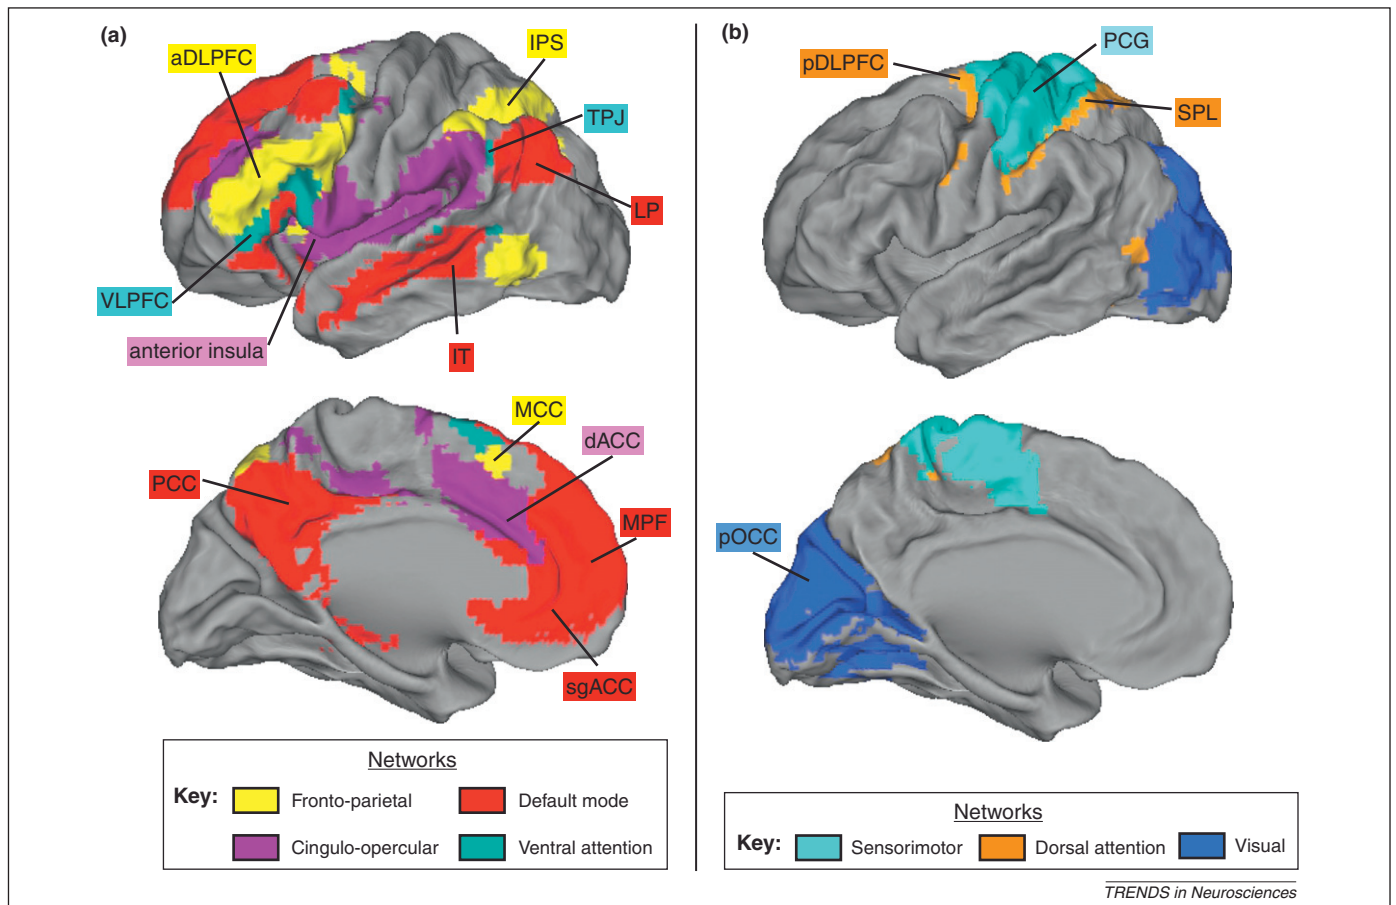 (a)
aDLPFC
IPS
TPJ
LP
VLPFC
anterior insula
IT
MCC
dACC
PCC
MPF
sgACC
Networks
Key:
Fronto-parietal
Default mode
Cingulo-opercular
Ventral attention
(b)
PCG
pDLPFC
SPL
pOCC
Networks
Key:
Sensorimotor
Dorsal attention
Visual
TRENDS in Neurosciences